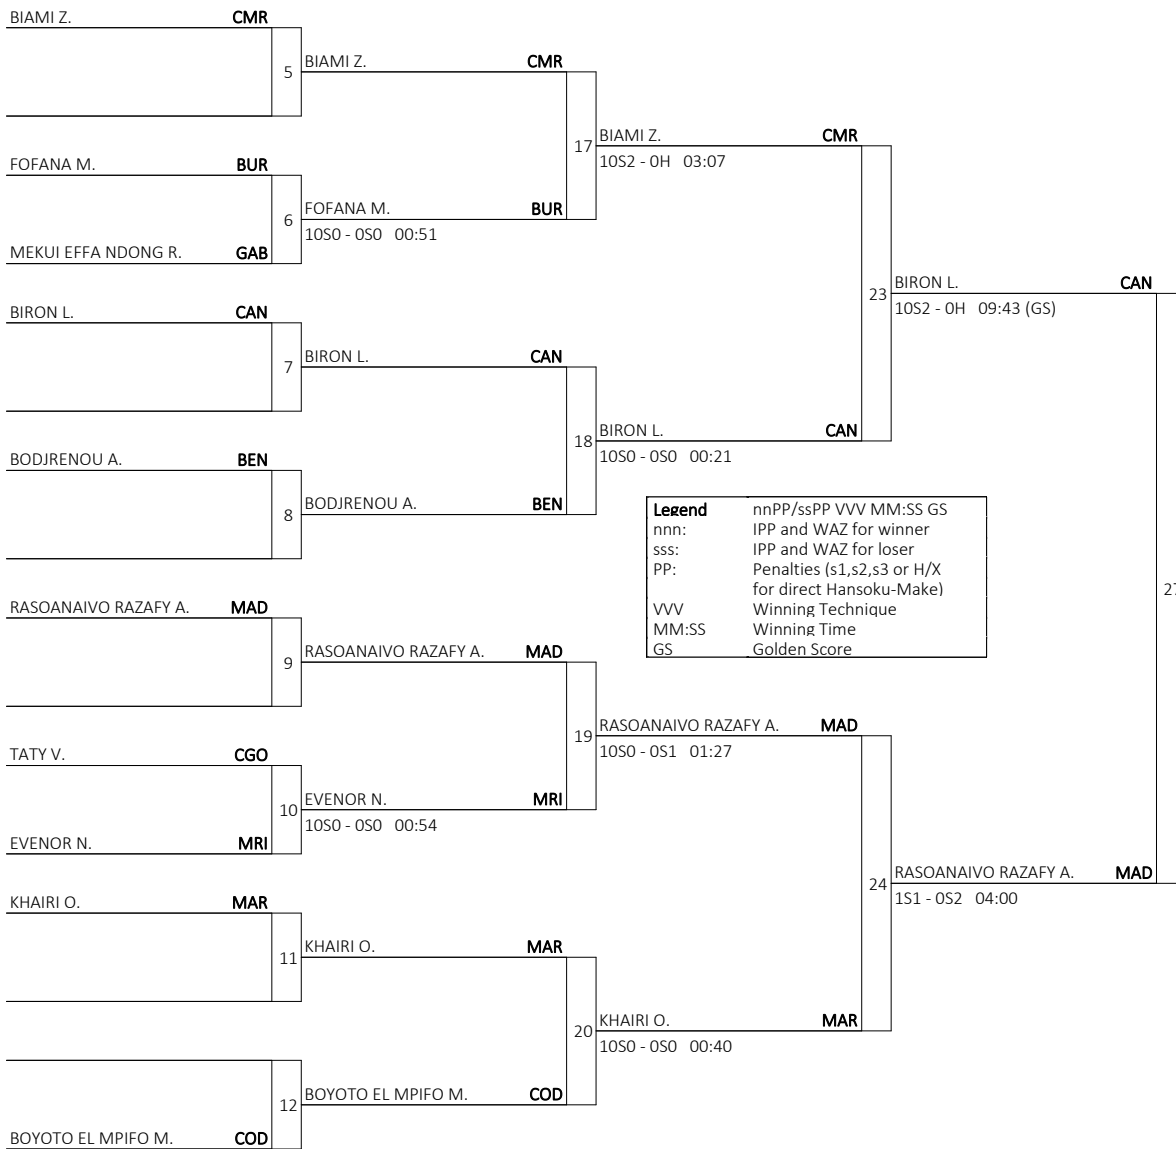 BIAMI Z. CMR
5 BIAMI Z. CMR
17 BIAMI Z. CMR
10S2 - 0H 03:07
FOFANA M. BUR
6 FOFANA M. BUR
10S0 - 0S0 00:51
MEKUI EFFA NDONG R. GAB
23 BIRON L. CAN
10S2 - 0H 09:43 (GS)
BIRON L. CAN
7 BIRON L. CAN
18 BIRON L. CAN
10S0 - 0S0 00:21
BODJRENOU A. BEN
8 BODJRENOU A. BEN
Legend nnPP/ssPP VVV MM:SS GS
nnn: IPP and WAZ for winner
sss: IPP and WAZ for loser
PP: Penalties (s1,s2,s3 or H/X
for direct Hansoku-Make)
VVV Winning Technique
MM:SS Winning Time
GS Golden Score
27
RASOANAIVO RAZAFY A. MAD
9 RASOANAIVO RAZAFY A. MAD
19 RASOANAIVO RAZAFY A. MAD
10S0 - 0S1 01:27
TATY V. CGO
10 EVENOR N. MRI
10S0 - 0S0 00:54
EVENOR N. MRI
24 RASOANAIVO RAZAFY A. MAD
1S1 - 0S2 04:00
KHAIRI O. MAR
11 KHAIRI O. MAR
20 KHAIRI O. MAR
10S0 - 0S0 00:40
12 BOYOTO EL MPIFO M. COD
BOYOTO EL MPIFO M. COD